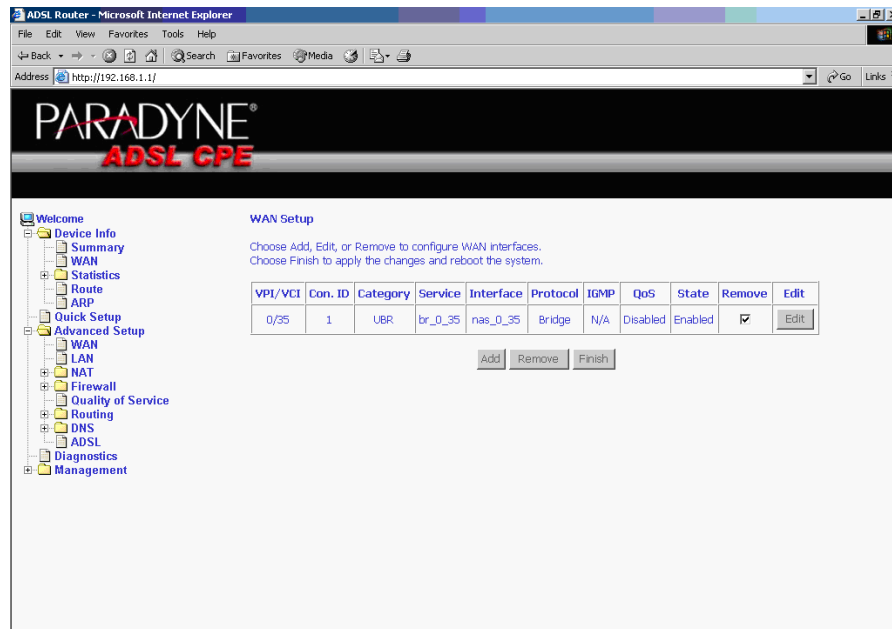 ADSL Router - Microsoft Internet Explorer
File Edit View Favorites Tools Help
Back Search Favorites Media
Address http://192.168.1.1/ Go Links
PARADYNE®
ADSL CPE
Welcome
Device Info
Summary
WAN
Statistics
Route
ARP
Quick Setup
Advanced Setup
WAN
LAN
NAT
Firewall
Quality of Service
Routing
DNS
ADSL
Diagnostics
Management
WAN Setup
Choose Add, Edit, or Remove to configure WAN interfaces.
Choose Finish to apply the changes and reboot the system.
VPI/VCI Con. ID Category Service Interface Protocol IGMP QoS State Remove Edit
0/35 1 UBR br_0_35 nas_0_35 Bridge N/A Disabled Enabled Edit
Add Remove Finish